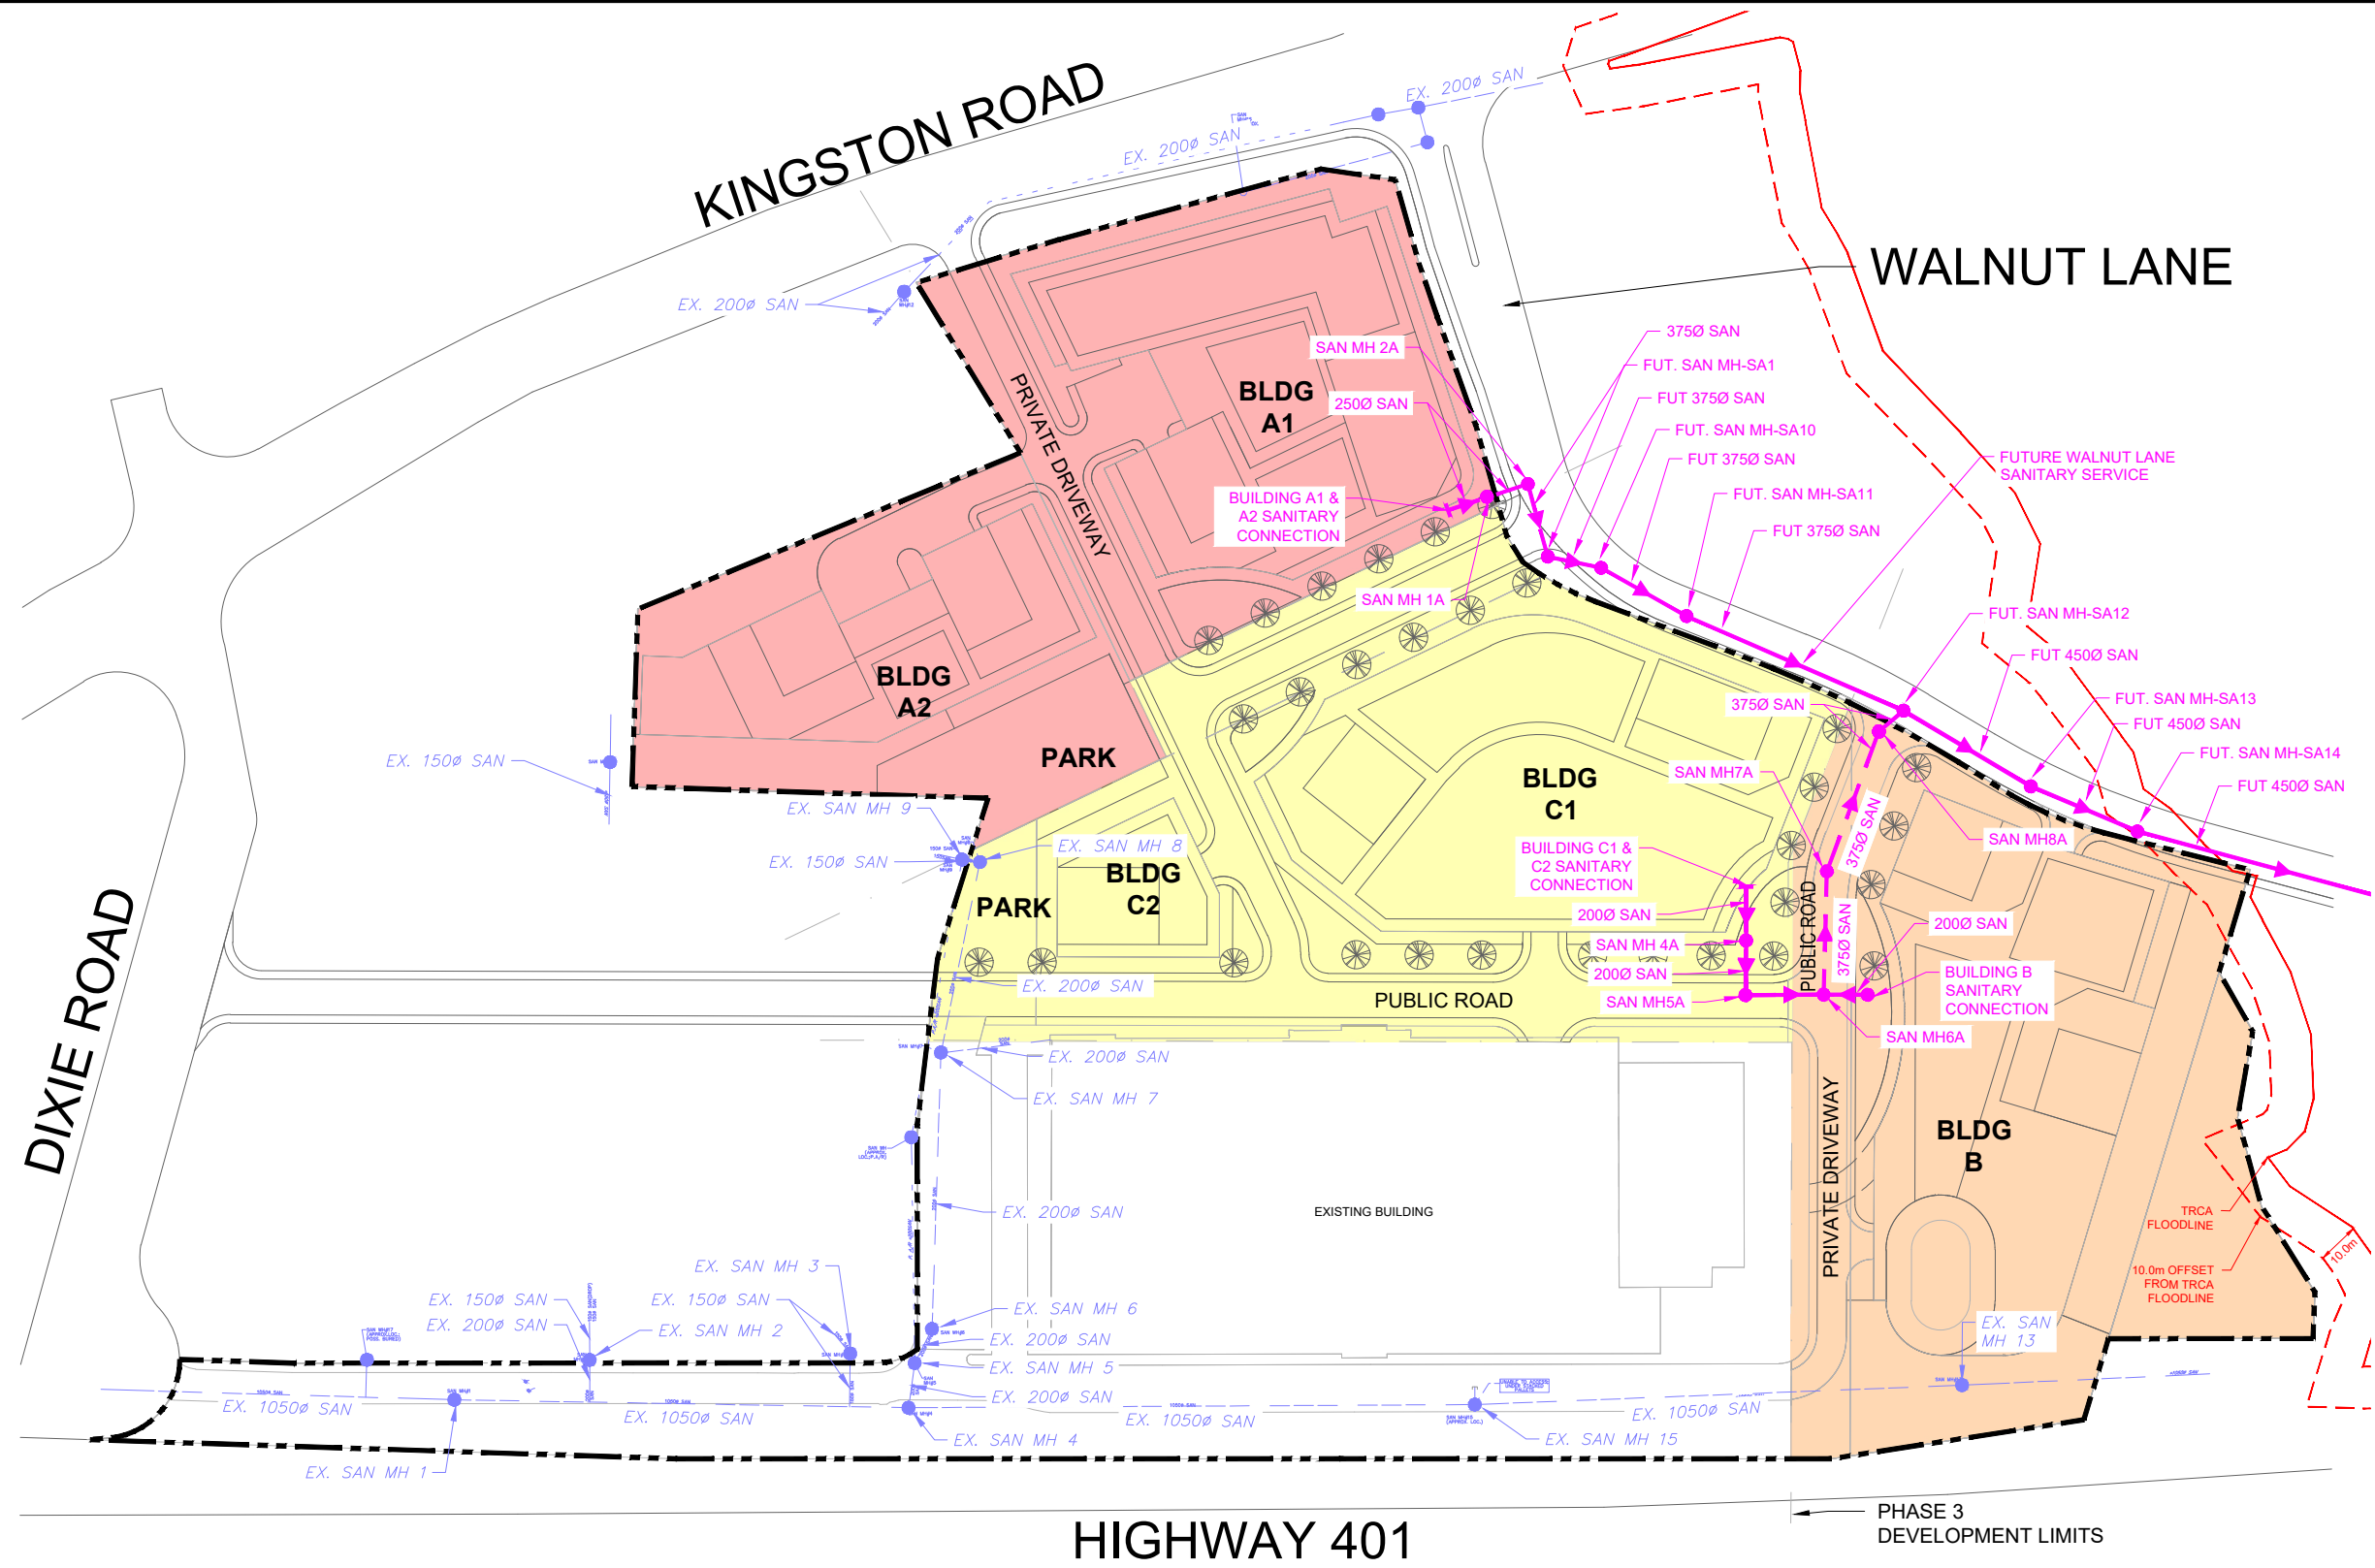 KINGSTON ROAD
EX. 200ø SAN
EX. 200ø SAN
WALNUT LANE
EX. 200ø SAN
375Ø SAN
SAN MH 2A
FUT. SAN MH-SA1
BLDG
A1
250Ø SAN
FUT 375Ø SAN
FUT. SAN MH-SA10
PRIVATE DRIVEWAY
FUT 375Ø SAN
FUTURE WALNUT LANE
SANITARY SERVICE
BUILDING A1 &
A2 SANITARY
CONNECTION
FUT. SAN MH-SA11
FUT 375Ø SAN
SAN MH 1A
FUT. SAN MH-SA12
FUT 450Ø SAN
BLDG
A2
375Ø SAN
FUT. SAN MH-SA13
FUT 450Ø SAN
PARK
EX. 150ø SAN
SAN MH7A
FUT. SAN MH-SA14
FUT 450Ø SAN
BLDG
C1
EX. SAN MH 9
375Ø SAN
SAN MH8A
EX. 150ø SAN
EX. SAN MH 8
BUILDING C1 &
C2 SANITARY
CONNECTION
BLDG
C2
PARK
200Ø SAN
PUBLIC ROAD
375Ø SAN
200Ø SAN
SAN MH 4A
200Ø SAN
BUILDING B
SANITARY
CONNECTION
EX. 200ø SAN
PUBLIC ROAD
SAN MH5A
SAN MH6A
DIXIE ROAD
EX. 200ø SAN
EX. SAN MH 7
PRIVATE DRIVEWAY
BLDG
B
EX. 200ø SAN
EXISTING BUILDING
TRCA
FLOODLINE
10.0m
10.0m OFFSET
FROM TRCA
FLOODLINE
EX. SAN MH 3
EX. 150ø SAN
EX. 150ø SAN
EX. SAN MH 6
EX. 200ø SAN
EX. SAN MH 2
EX. 200ø SAN
EX. SAN
MH 13
EX. SAN MH 5
EX. 200ø SAN
EX. 1050ø SAN
EX. 1050ø SAN
EX. 1050ø SAN
EX. 1050ø SAN
EX. SAN MH 4
EX. SAN MH 15
EX. SAN MH 1
PHASE 3
DEVELOPMENT LIMITS
HIGHWAY 401